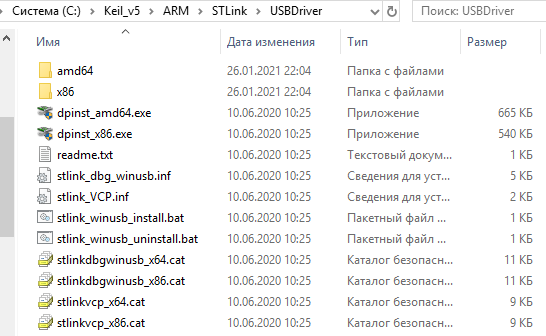 Система (C:) > Keil_v5 > ARM > STLink > USBDriver Поиск: USBDriver
Имя Дата изменения Тип Размер
amd64 26.01.2021 22:04 Папка с файлами
x86 26.01.2021 22:04 Папка с файлами
dpinst_amd64.exe 10.06.2020 10:25 Приложение 665 КБ
dpinst_x86.exe 10.06.2020 10:25 Приложение 540 КБ
readme.txt 10.06.2020 10:25 Текстовый докум... 1 КБ
stlink_dbg_winusb.inf 10.06.2020 10:25 Сведения для уст... 5 КБ
stlink_VCP.inf 10.06.2020 10:25 Сведения для уст... 2 КБ
stlink_winusb_install.bat 10.06.2020 10:25 Пакетный файл ... 1 КБ
stlink_winusb_uninstall.bat 10.06.2020 10:25 Пакетный файл ... 1 КБ
stlinkdbgwinusb_x64.cat 10.06.2020 10:25 Каталог безопасн... 11 КБ
stlinkdbgwinusb_x86.cat 10.06.2020 10:25 Каталог безопасн... 11 КБ
stlinkvcp_x64.cat 10.06.2020 10:25 Каталог безопасн... 9 КБ
stlinkvcp_x86.cat 10.06.2020 10:25 Каталог безопасн... 9 КБ